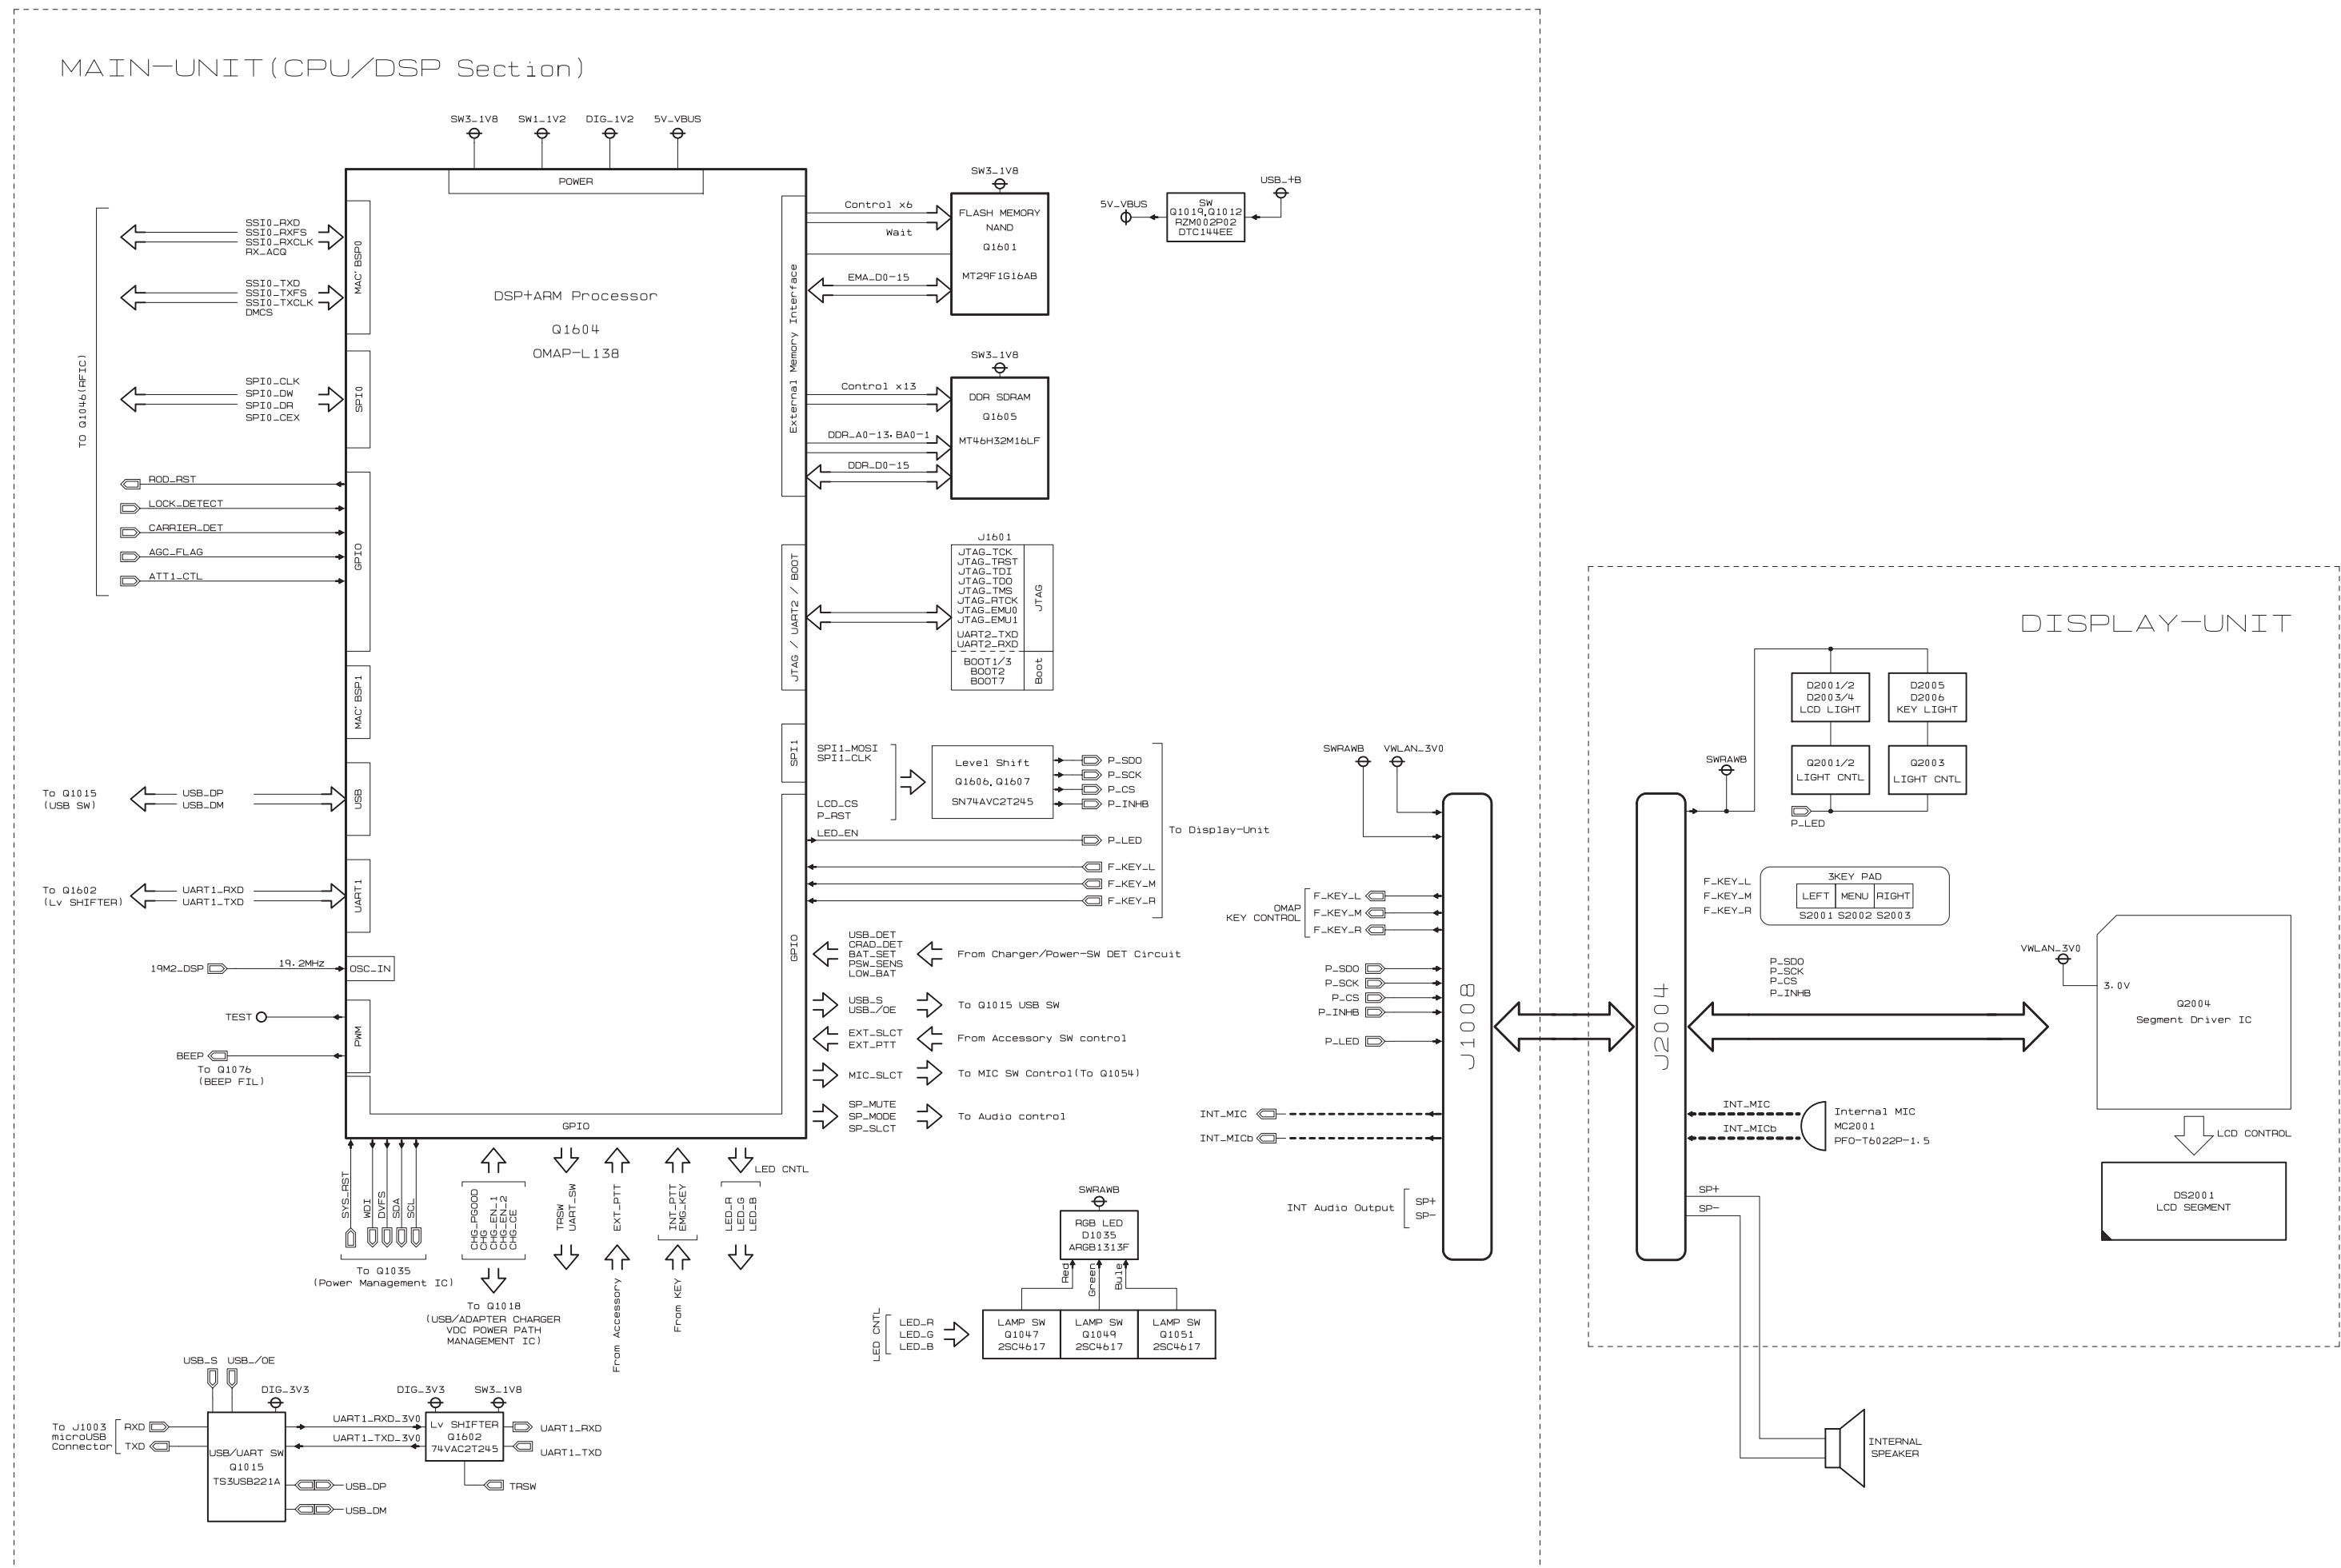 MAIN-UNIT(CPU/DSP Section)
SW3_1V8
SW1_1V2
DIG_1V2
5V_VBUS
POWER
DSP+ARM Processor
Q1604
OMAP-L138
TO Q1046(RFIC)
SSI0_RXD
SSI0_RXFS
SSI0_RXCLK
RX_ACQ
SSI0_TXD
SSI0_TXFS
SSI0_TXCLK
DMCS
MAC'BSP0
SPI0_CLK
SPI0_DW
SPI0_DR
SPI0_CEX
SPI0
ROD_RST
LOCK_DETECT
CARRIER_DET
AGC_FLAG
ATT1_CTL
GPIO
MAC'BSP1
To Q1015
(USB SW)
USB_DP
USB_DM
USB
To Q1602
(Lv SHIFTER)
UART1_RXD
UART1_TXD
UART1
19M2_DSP
19.2MHz
OSC_IN
TEST
BEEP
To Q1076
(BEEP FIL)
PWM
GPIO
External Memory Interface
Control x6
Wait
EMA_D0-15
SW3_1V8
FLASH MEMORY
NAND
Q1601
MT29F1G16AB
5V_VBUS
SW
Q1019,Q1012
RZM002P02
DTC144EE
USB_+B
Control x13
DDR_A0-13,BA0-1
DDR_D0-15
SW3_1V8
DDR SDRAM
Q1605
MT46H32M16LF
JTAG / UART2 / BOOT
J1601
JTAG_TCK
JTAG_TRST
JTAG_TDI
JTAG_TDO
JTAG_TMS
JTAG_RTCK
JTAG_EMU0
JTAG_EMU1
UART2_TXD
UART2_RXD
JTAG
BOOT1/3
BOOT2
BOOT7
Boot
SPI1
SPI1_MOSI
SPI1_CLK
LCD_CS
P_RST
Level Shift
Q1606,Q1607
SN74AVC2T245
P_SDO
P_SCK
P_CS
P_INHB
LED_EN
P_LED
F_KEY_L
F_KEY_M
F_KEY_R
To Display-Unit
GPIO
USB_DET
CRAD_DET
BAT_SET
PSW_SENS
LOW_BAT
From Charger/Power-SW DET Circuit
USB_S
USB_/OE
To Q1015 USB SW
EXT_SLCT
EXT_PTT
From Accessory SW control
MIC_SLCT
To MIC SW Control(To Q1054)
SP_MUTE
SP_MODE
SP_SLCT
To Audio control
SYS_RST
WDI
DVFS
SDA
SCL
To Q1035
(Power Management IC)
CHG_PGOOD
CHG
CHG_EN_1
CHG_EN_2
CHG_CE
To Q1018
(USB/ADAPTER CHARGER
VDC POWER PATH
MANAGEMENT IC)
TRSW
UART_SW
EXT_PTT
From Accessory
INT_PTT
EMG_KEY
From KEY
LED CNTL
LED_R
LED_G
LED_B
LED CNTL
LED_R
LED_G
LED_B
SWRAWB
RGB LED
D1035
ARGB1313F
Red
Green
Bule
LAMP SW
Q1047
2SC4617
LAMP SW
Q1049
2SC4617
LAMP SW
Q1051
2SC4617
USB_S
USB_/OE
DIG_3V3
To J1003
microUSB
Connector
RXD
TXD
USB/UART SW
Q1015
TS3USB221A
UART1_RXD_3V0
UART1_TXD_3V0
DIG_3V3
SW3_1V8
Lv SHIFTER
Q1602
74VAC2T245
UART1_RXD
UART1_TXD
TRSW
USB_DP
USB_DM
SWRAWB
VWLAN_3V0
OMAP
KEY CONTROL
F_KEY_L
F_KEY_M
F_KEY_R
P_SDO
P_SCK
P_CS
P_INHB
P_LED
INT_MIC
INT_MICb
INT Audio Output
SP+
SP-
J1008
DISPLAY-UNIT
J2004
SWRAWB
D2001/2
D2003/4
LCD LIGHT
D2005
D2006
KEY LIGHT
Q2001/2
LIGHT CNTL
Q2003
LIGHT CNTL
P_LED
F_KEY_L
F_KEY_M
F_KEY_R
3KEY PAD
LEFT
MENU
RIGHT
S2001 S2002 S2003
P_SDO
P_SCK
P_CS
P_INHB
VWLAN_3V0
3.0V
Q2004
Segment Driver IC
INT_MIC
INT_MICb
Internal MIC
MC2001
PFO-T6022P-1.5
LCD CONTROL
DS2001
LCD SEGMENT
SP+
SP-
INTERNAL
SPEAKER